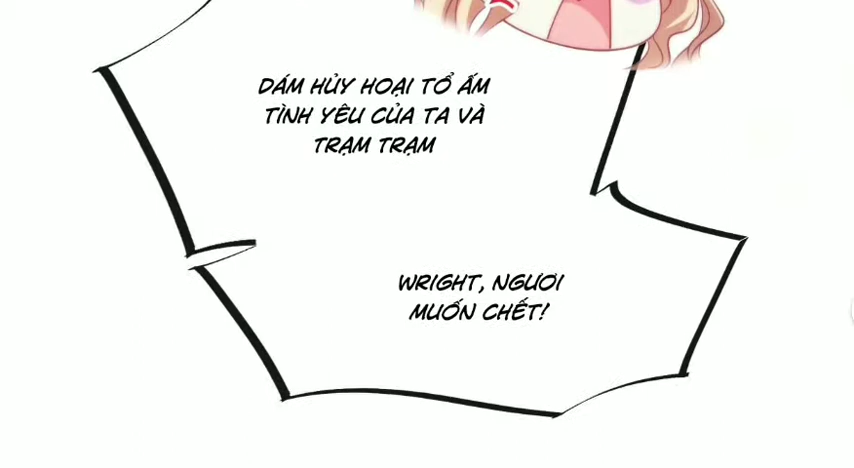 DÁM HỦY HOẠI TỔ ẤM
TÌNH YÊU CỦA TA VÀ
TRẠM TRẠM
WRIGHT, NGƯƠI
MUỐN CHẾT!